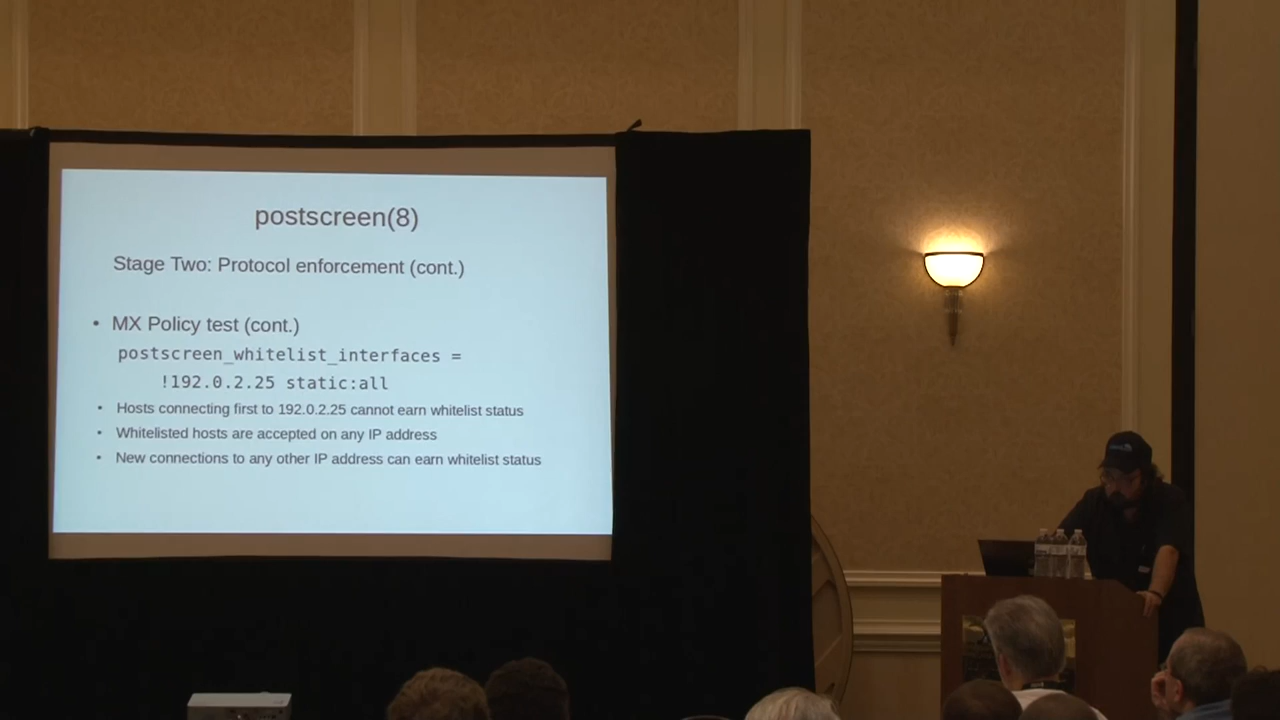 postscreen(8)
Stage Two: Protocol enforcement (cont.)
• MX Policy test (cont.)
postscreen_whitelist_interfaces =
!192.0.2.25 static:all
• Hosts connecting first to 192.0.2.25 cannot earn whitelist status
• Whitelisted hosts are accepted on any IP address
• New connections to any other IP address can earn whitelist status